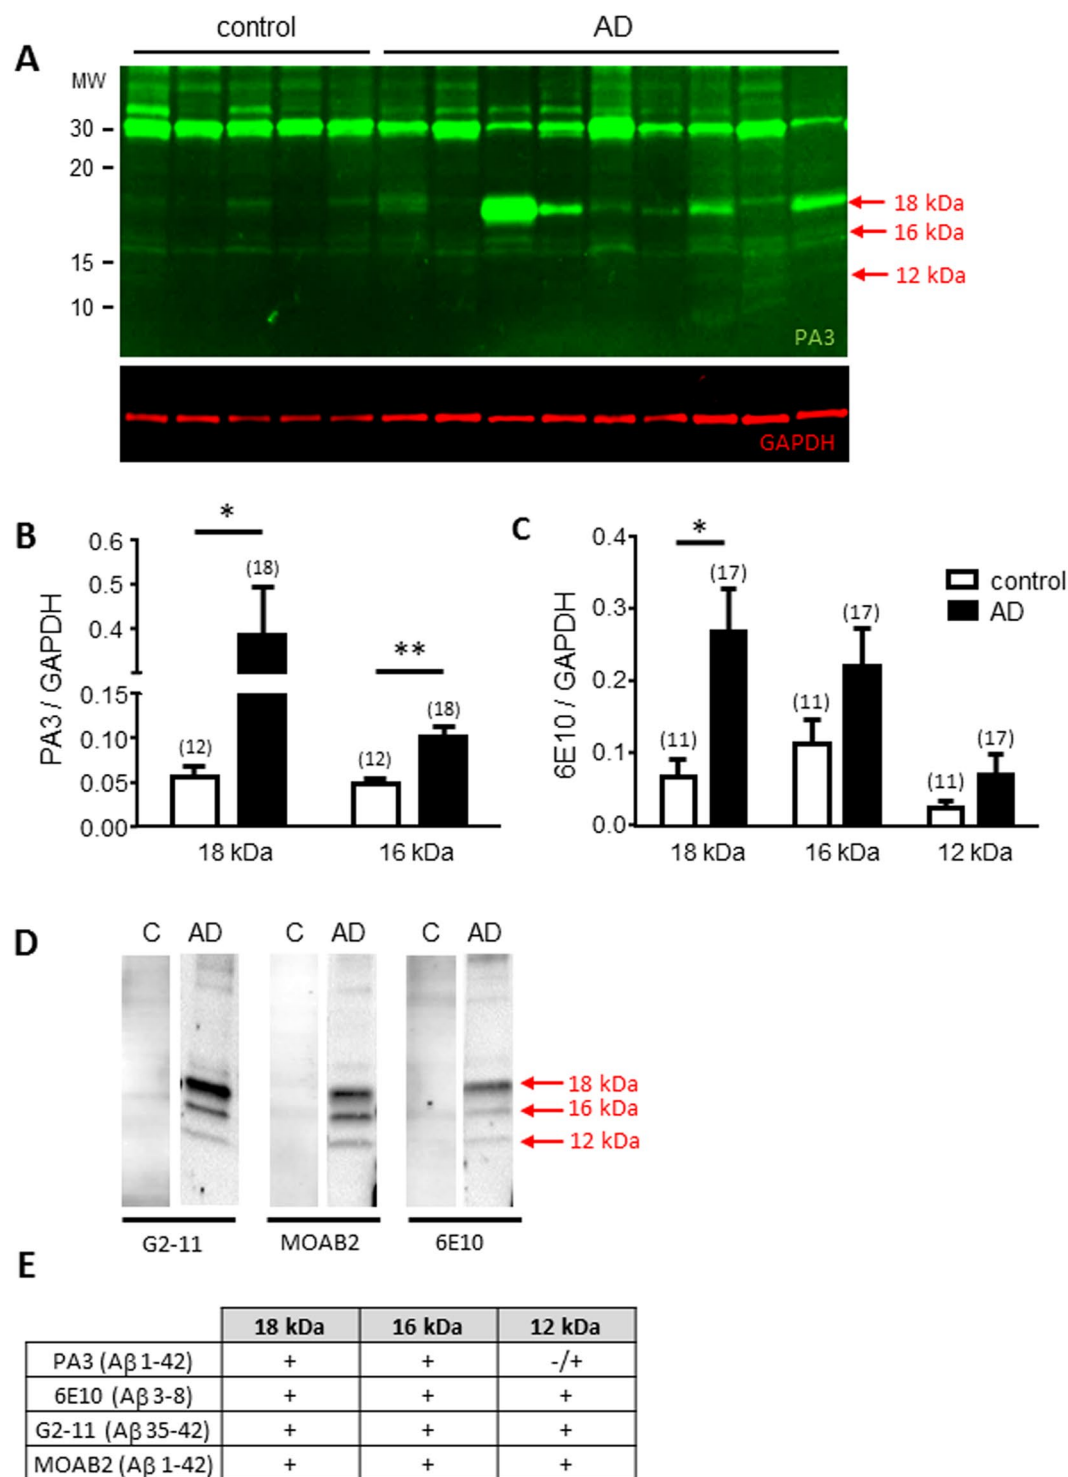 control AD
A
MW
30
20
15
10
18 kDa
16 kDa
12 kDa
PA3
GAPDH
B
PA3 / GAPDH
0.6
0.5
0.4
0.15
0.10
0.05
0.00
*
(12)
(18)
**
(12)
(18)
18 kDa 16 kDa
C
6E10 / GAPDH
0.4
0.3
0.2
0.1
0.0
*
(11)
(17)
(11)
(17)
(11)
(17)
18 kDa 16 kDa 12 kDa
control
AD
D
C AD C AD C AD
18 kDa
16 kDa
12 kDa
G2-11 MOAB2 6E10
E
18 kDa 16 kDa 12 kDa
PA3 (Aβ 1-42) + + -/+
6E10 (Aβ 3-8) + + +
G2-11 (Aβ 35-42) + + +
MOAB2 (Aβ 1-42) + + +